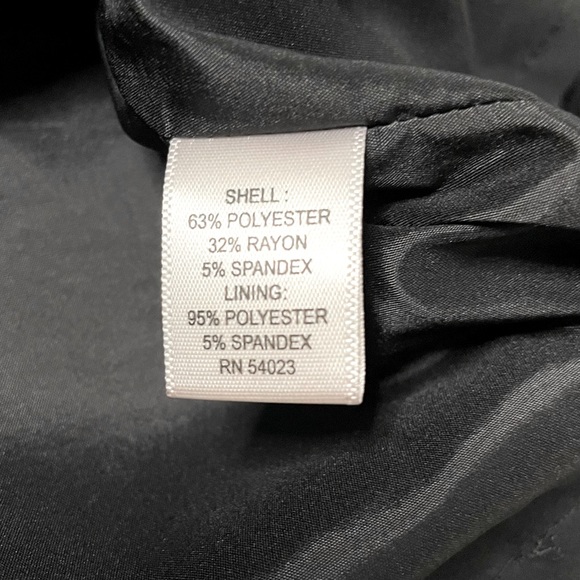 SHELL :
63% POLYESTER
32% RAYON
5% SPANDEX
LINING:
95% POLYESTER
5% SPANDEX
RN 54023